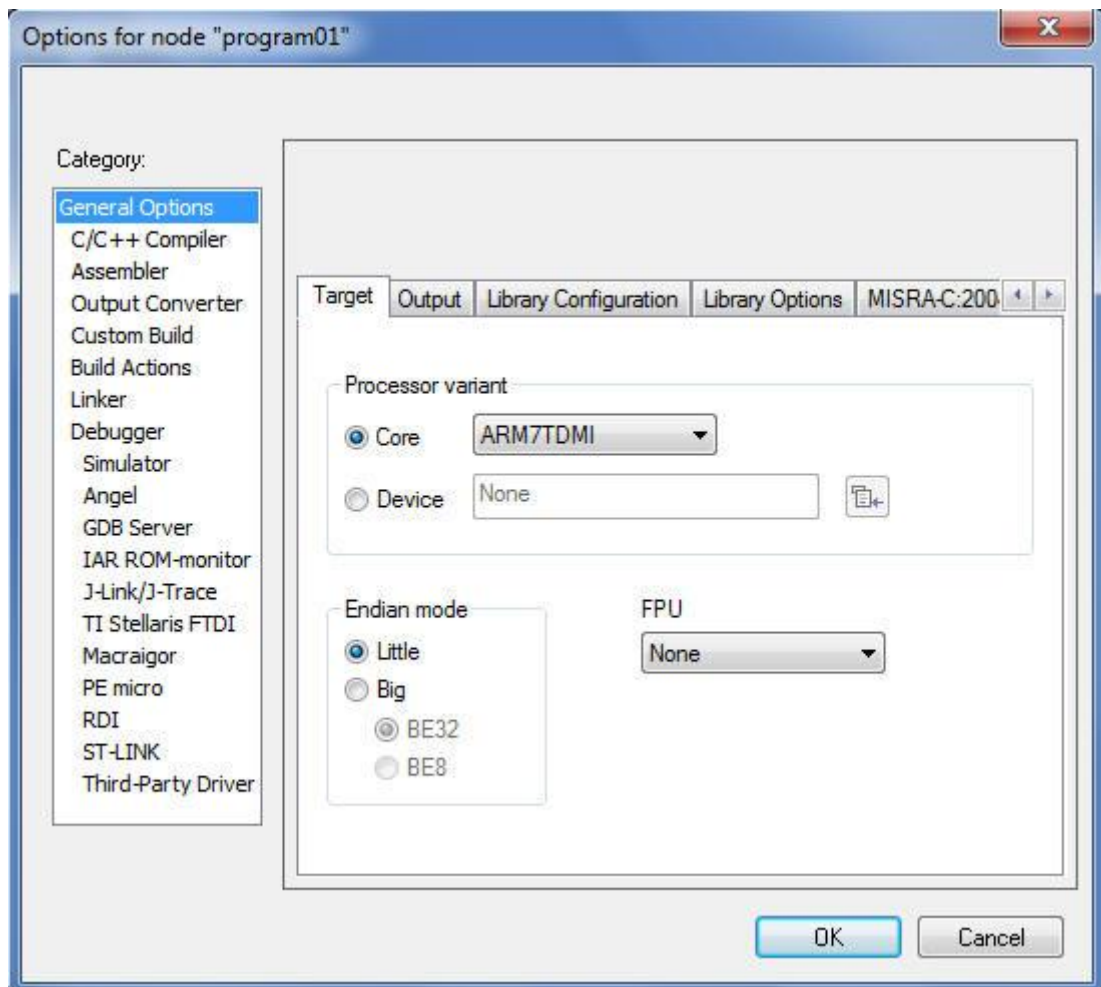 Options for node "program01"
Category:
General Options
C/C++ Compiler
Assembler
Output Converter
Custom Build
Build Actions
Linker
Debugger
Simulator
Angel
GDB Server
IAR ROM-monitor
J-Link/J-Trace
TI Stellaris FTDI
Macraigor
PE micro
RDI
ST-LINK
Third-Party Driver
Target Output Library Configuration Library Options MISRA-C:200
Processor variant
Core ARM7TDMI
Device None
Endian mode
Little
Big
BE32
BE8
FPU
None
OK Cancel